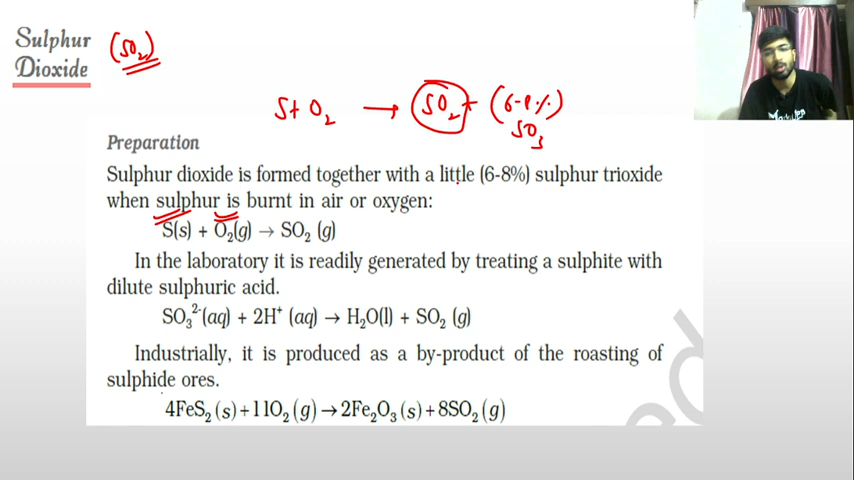 Sulphur (SO₂)
Dioxide
S + O₂ → SO₂ + (6-8%)
SO₃
Preparation
Sulphur dioxide is formed together with a little (6-8%) sulphur trioxide
when sulphur is burnt in air or oxygen:
S(s) + O₂(g) → SO₂ (g)
In the laboratory it is readily generated by treating a sulphite with
dilute sulphuric acid.
SO₃²⁻(aq) + 2H⁺ (aq) → H₂O(l) + SO₂ (g)
Industrially, it is produced as a by-product of the roasting of
sulphide ores.
4FeS₂(s)+11O₂(g)→2Fe₂O₃(s)+8SO₂(g)